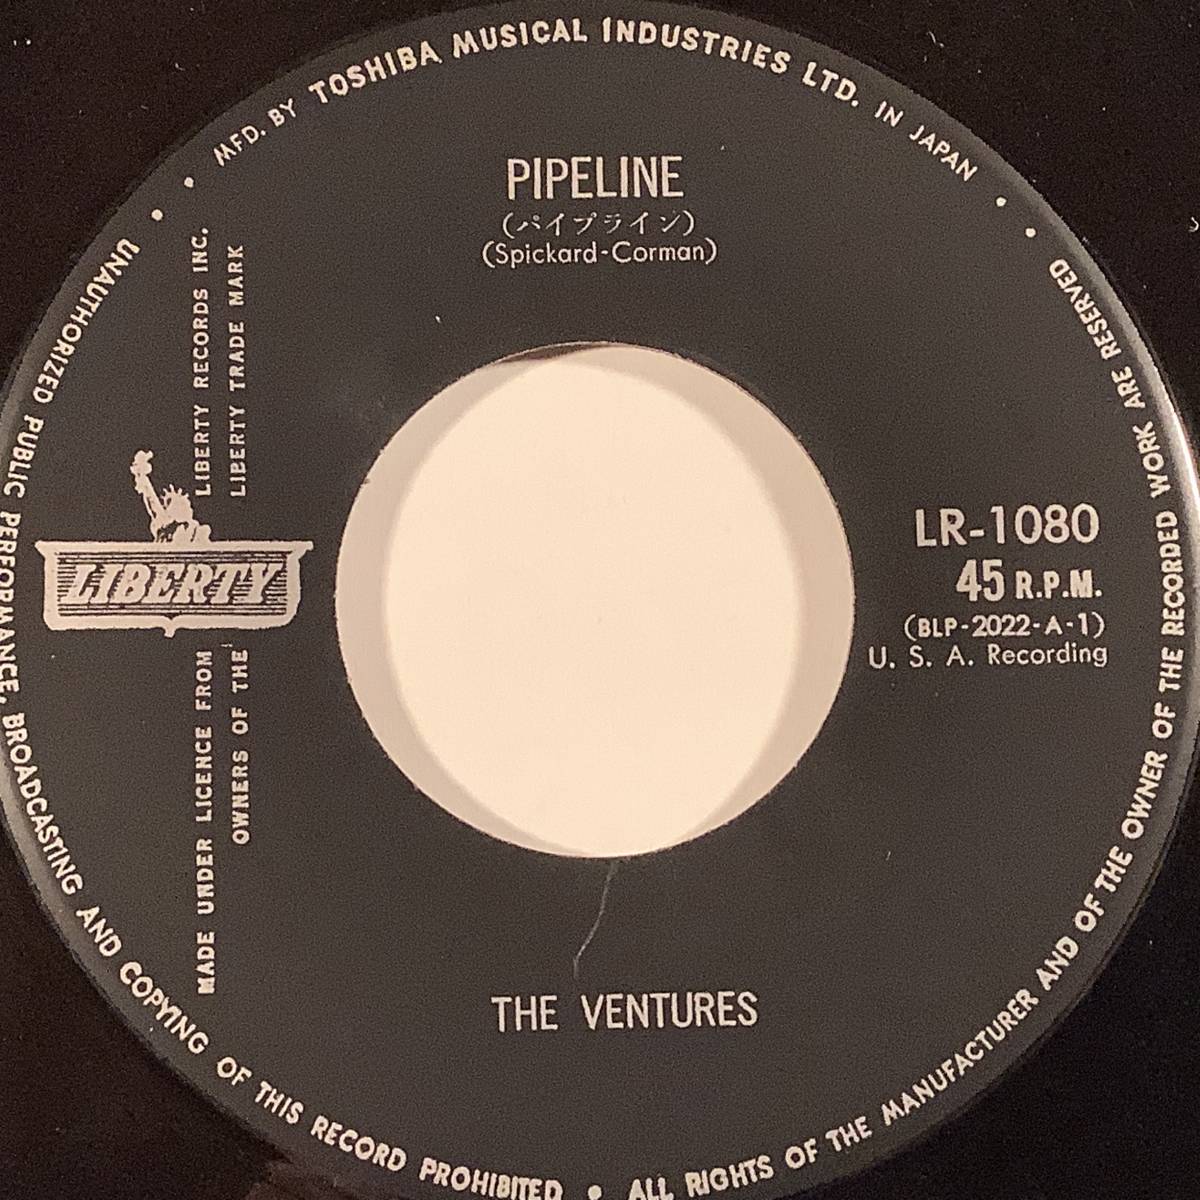 MFD. BY TOSHIBA MUSICAL INDUSTRIES LTD. IN JAPAN
PIPELINE
(パイプライン)
(Spickard-Corman)
LIBERTY RECORDS INC.
LIBERTY TRADE MARK
LIBERTY
MADE UNDER LICENCE FROM
OWNERS OF THE
LR-1080
45 R.P.M.
(BLP-2022-A-1)
U. S. A. Recording
THE VENTURES
UNAUTHORIZED PUBLIC PERFORMANCE, BROADCASTING AND COPYING OF THIS RECORD PROHIBITED • ALL RIGHTS OF THE MANUFACTURER AND OF THE OWNER OF THE RECORDED WORK ARE RESERVED